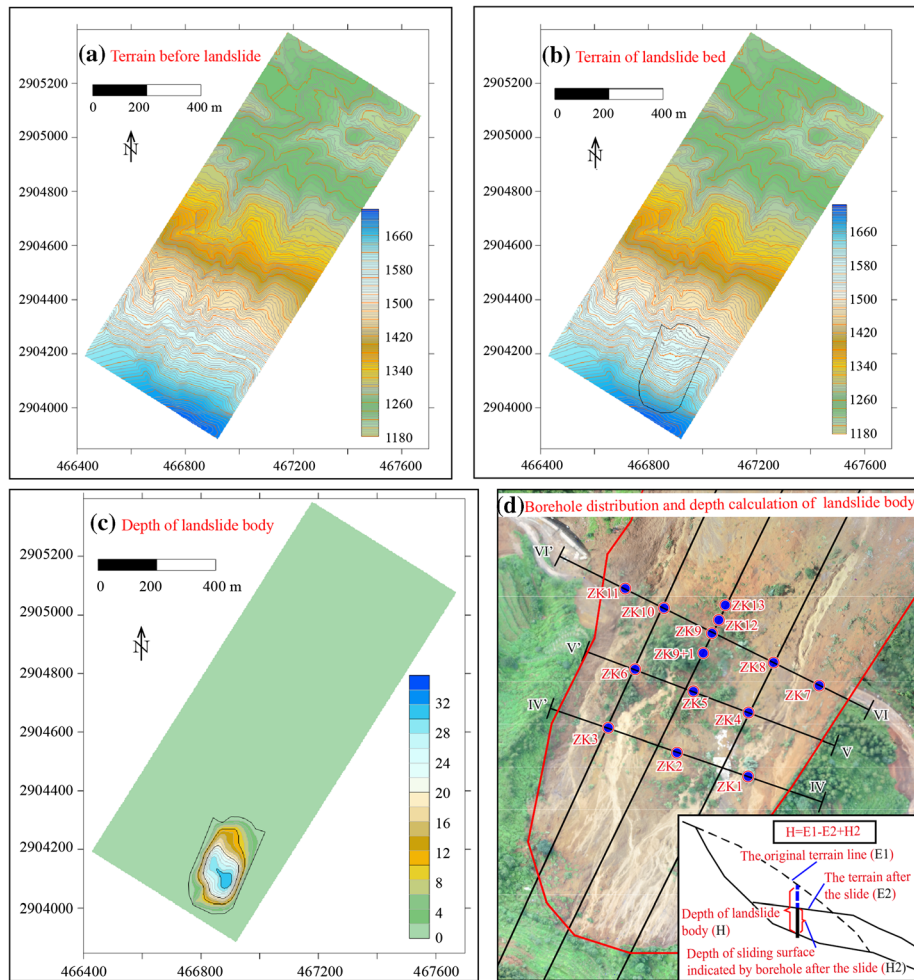 (a) Terrain before landslide
2905200
2905000
2904800
2904600
2904400
2904200
2904000
0 200 400 m
N
1660
1580
1500
1420
1340
1260
1180
466400 466800 467200 467600
(b) Terrain of landslide bed
2905200
2905000
2904800
2904600
2904400
2904200
2904000
0 200 400 m
N
1660
1580
1500
1420
1340
1260
1180
466400 466800 467200 467600
(c) Depth of landslide body
2905200
2905000
2904800
2904600
2904400
2904200
2904000
0 200 400 m
N
32
28
24
20
16
12
8
4
0
466400 466800 467200 467600
(d) Borehole distribution and depth calculation of landslide body
VI'
ZK11
ZK10
ZK13
ZK12
ZK9
ZK9+1
V'
ZK6
ZK8
ZK7
ZK5
IV'
VI
ZK4
ZK3
V
ZK2
ZK1
IV
H=E1-E2+H2
The original terrain line (E1)
The terrain after
the slide (E2)
Depth of landslide
body (H)
Depth of sliding surface
indicated by borehole after the slide (H2)